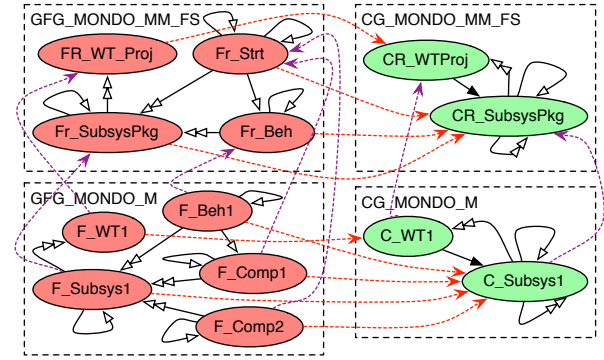 GFG_MONDO_MM_FS
CG_MONDO_MM_FS
FR_WT_Proj
Fr_Strt
CR_WTProj
Fr_SubsysPkg
Fr_Beh
CR_SubsysPkg
GFG_MONDO_M
CG_MONDO_M
F_Beh1
F_WT1
C_WT1
F_Comp1
F_Subsys1
C_Subsys1
F_Comp2